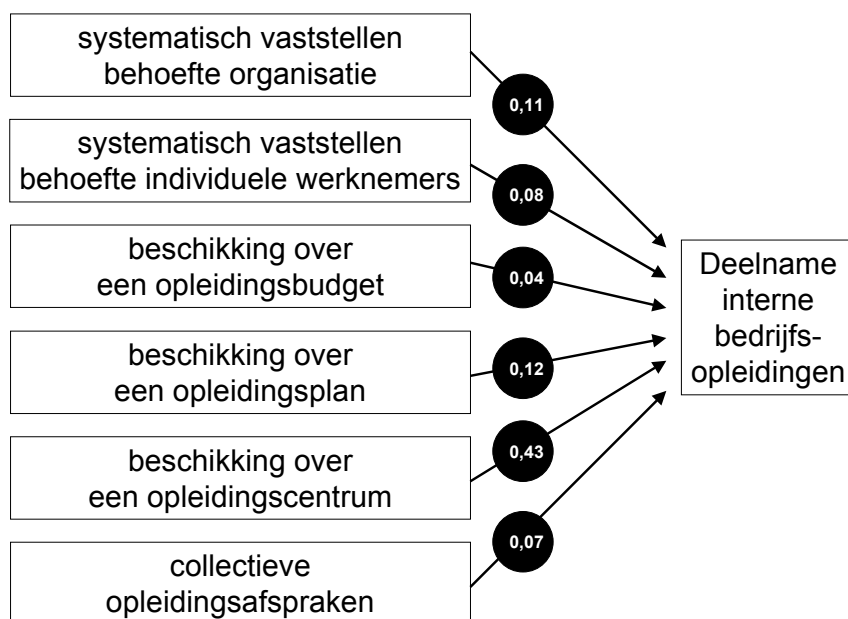 systematisch vaststellen
behoefte organisatie
0,11
systematisch vaststellen
behoefte individuele werknemers
0,08
beschikking over
een opleidingsbudget
0,04
beschikking over
een opleidingsplan
0,12
beschikking over
een opleidingscentrum
0,43
collectieve
opleidingsafspraken
0,07
Deelname
interne
bedrijfs-
opleidingen